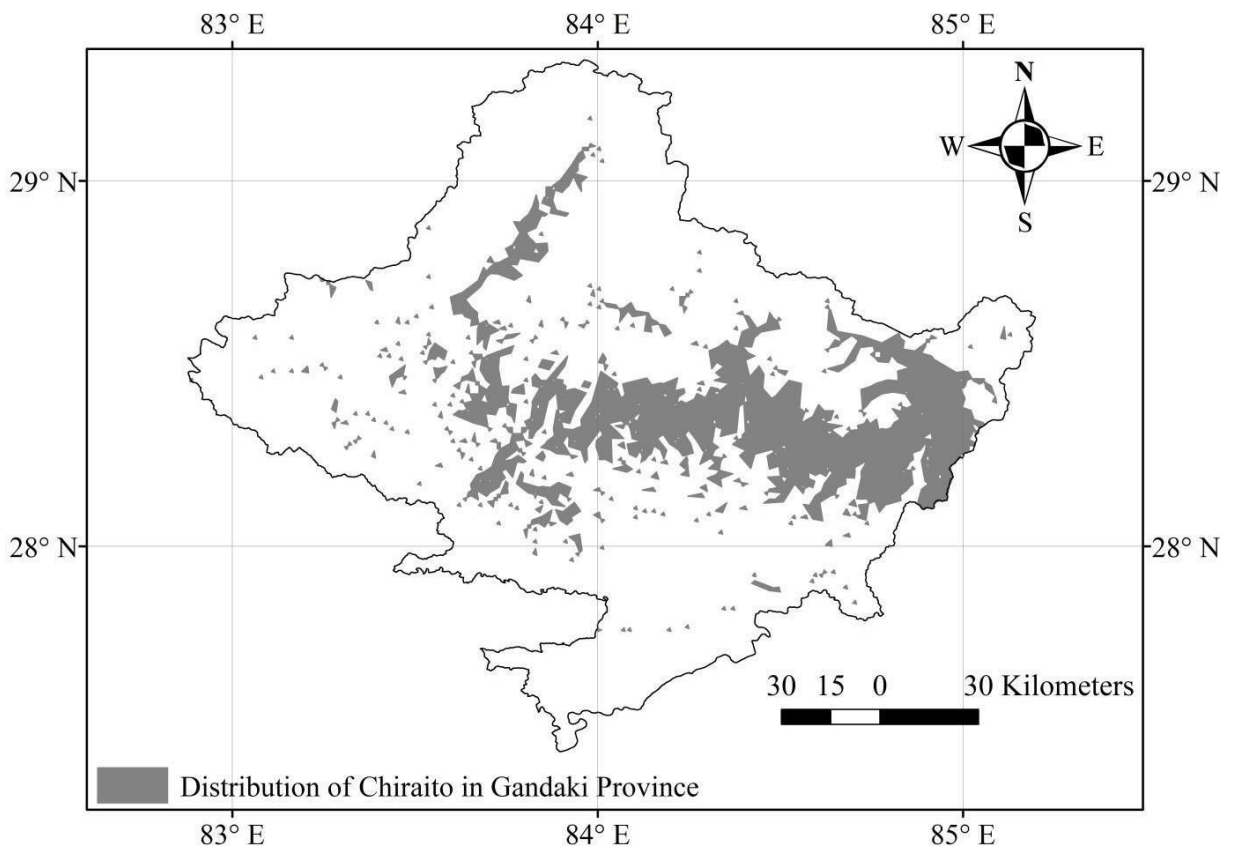 83° E 84° E 85° E
N
W E
S
29° N 29° N
28° N 28° N
30 15 0 30 Kilometers
Distribution of Chiraito in Gandaki Province
83° E 84° E 85° E